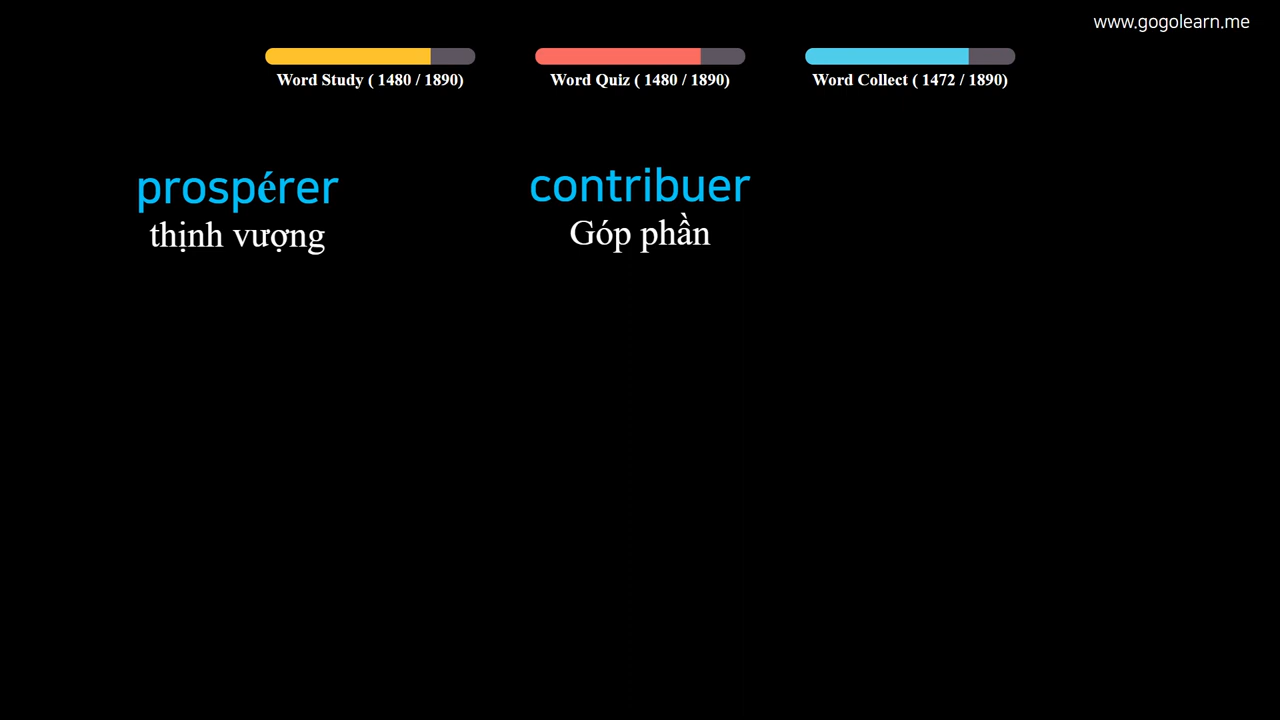 www.gogolearn.me
Word Study ( 1480 / 1890)
Word Quiz ( 1480 / 1890)
Word Collect ( 1472 / 1890)
prospérer
thịnh vượng
contribuer
Góp phần